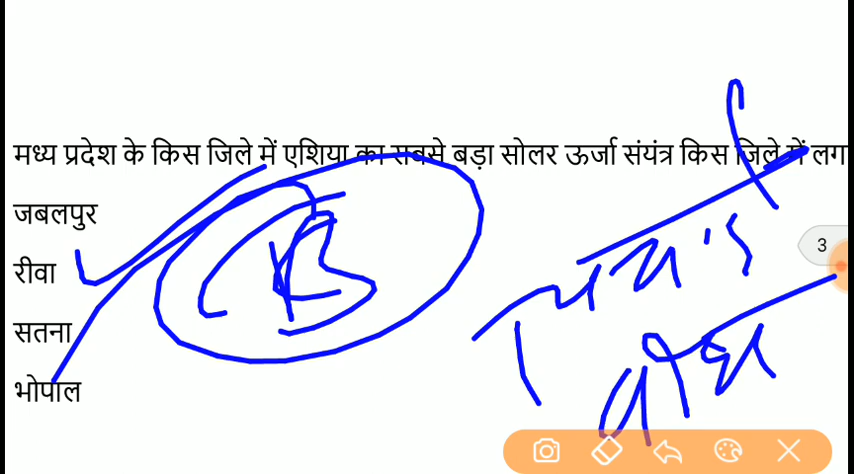 मध्य प्रदेश के किस जिले में एशिया का सबसे बड़ा सोलर ऊर्जा संयंत्र किस जिले में लग
जबलपुर
रीवा
3
सतना
भोपाल
B